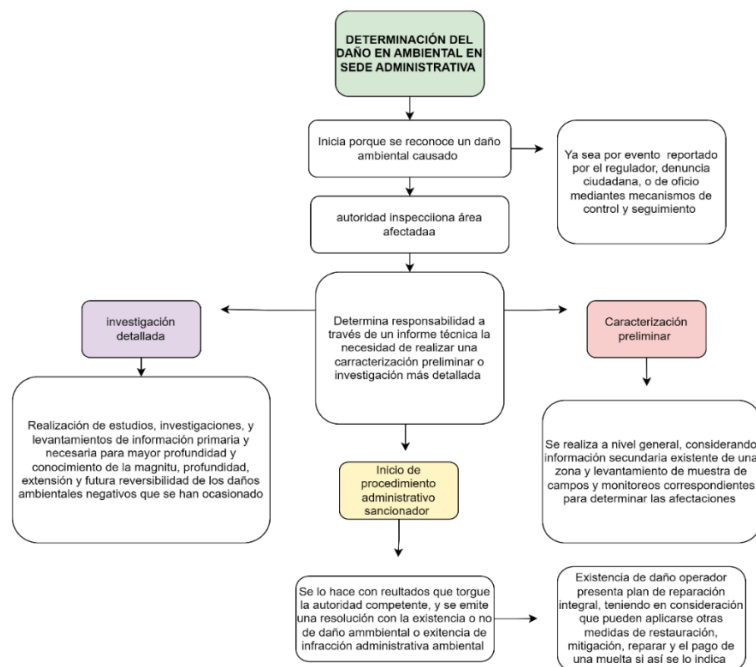 DETERMINACIÓN DEL
DAÑO EN AMBIENTAL EN
SEDE ADMINISTRATIVA
Inicia porque se reconoce un daño
ambiental causado
Ya sea por evento reportado
por el regulador, denuncia
ciudadana, o de oficio
mediantes mecanismos de
control y seguimiento
autoridad inspecciiona área
afectadaa
investigación
detallada
Determina responsabilidad a
través de un informe técnica la
necesidad de realizar una
carracterización preliminar o
investigación más detallada
Caracterización
preliminar
Realización de estudios, investigaciones, y
levantamientos de información primaria y
necesaria para mayor profundidad y
conocimiento de la magnitu, profundidad,
extensión y futura reversibilidad de los daños
ambientales negativos que se han ocasionado
Se realiza a nivel general, considerando
información secundaria existente de una
zona y levantamiento de muestra de
campos y monitoreos correspondientes
para determinar las afectaciones
Inicio de
procedimiento
administrativo
sancionador
Se lo hace con reultados que torgue
la autoridad competente, y se emite
una resolución con la existencia o no
de daño ammbiental o exitencia de
infracción administrativa ambiental
Existencia de daño operador
presenta plan de reparación
integral, teniendo en consideración
que pueden aplicarse otras
medidas de restauración,
mitigación, reparar y el pago de
una muelta si así se lo indica